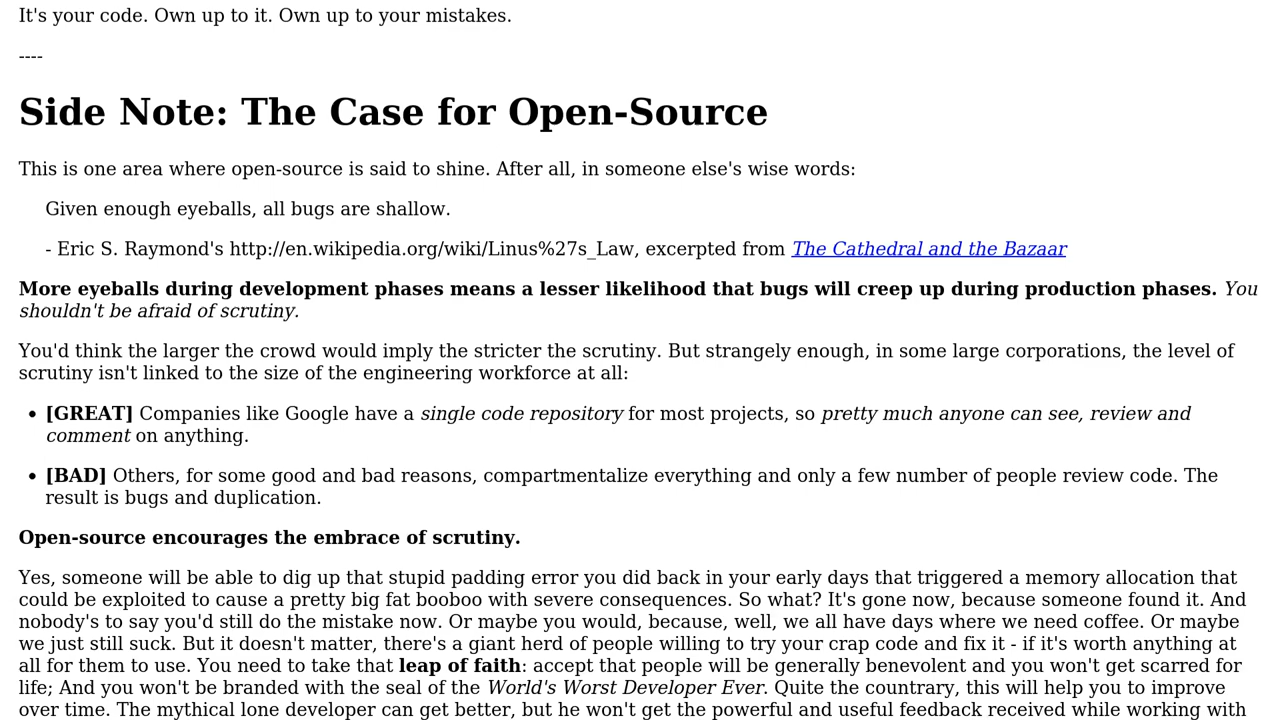 It's your code. Own up to it. Own up to your mistakes.
----
Side Note: The Case for Open-Source
This is one area where open-source is said to shine. After all, in someone else's wise words:
Given enough eyeballs, all bugs are shallow.
- Eric S. Raymond's http://en.wikipedia.org/wiki/Linus%27s_Law, excerpted from The Cathedral and the Bazaar
More eyeballs during development phases means a lesser likelihood that bugs will creep up during production phases. You
shouldn't be afraid of scrutiny.
You'd think the larger the crowd would imply the stricter the scrutiny. But strangely enough, in some large corporations, the level of
scrutiny isn't linked to the size of the engineering workforce at all:
• [GREAT] Companies like Google have a single code repository for most projects, so pretty much anyone can see, review and
comment on anything.
• [BAD] Others, for some good and bad reasons, compartmentalize everything and only a few number of people review code. The
result is bugs and duplication.
Open-source encourages the embrace of scrutiny.
Yes, someone will be able to dig up that stupid padding error you did back in your early days that triggered a memory allocation that
could be exploited to cause a pretty big fat booboo with severe consequences. So what? It's gone now, because someone found it. And
nobody's to say you'd still do the mistake now. Or maybe you would, because, well, we all have days where we need coffee. Or maybe
we just still suck. But it doesn't matter, there's a giant herd of people willing to try your crap code and fix it - if it's worth anything at
all for them to use. You need to take that leap of faith: accept that people will be generally benevolent and you won't get scarred for
life; And you won't be branded with the seal of the World's Worst Developer Ever. Quite the countrary, this will help you to improve
over time. The mythical lone developer can get better, but he won't get the powerful and useful feedback received while working with